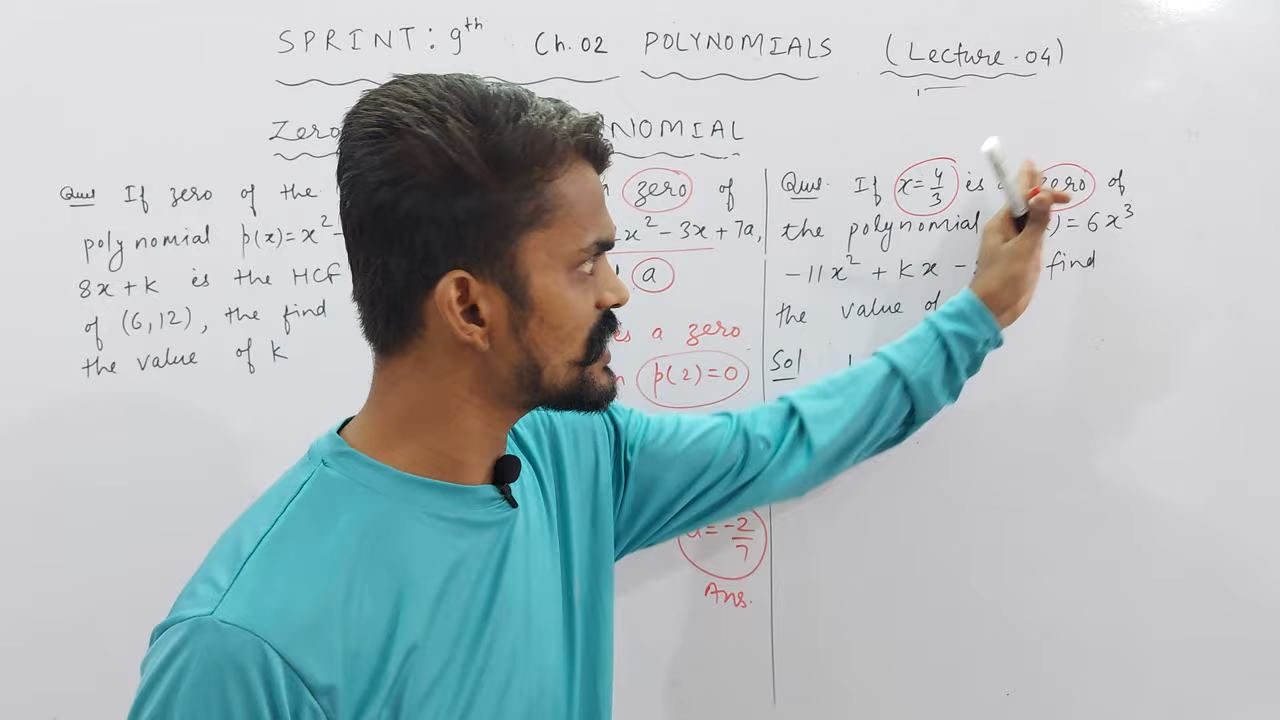 SPRINT: 9th Ch. 02 POLYNOMIALS (Lecture-04)
Zero NOMIAL
Ques If zero of the
polynomial p(x)=x²-
8x+k is the HCF
of (6,12), the find
the value of k
zero of
x² - 3x + 7a,
a
a zero
p(2)=0
a = -2/7
Ans.
Ques. If x=4/3 is zero of
the polynomial )=6x³
-11x² + kx - find
the value of
Sol